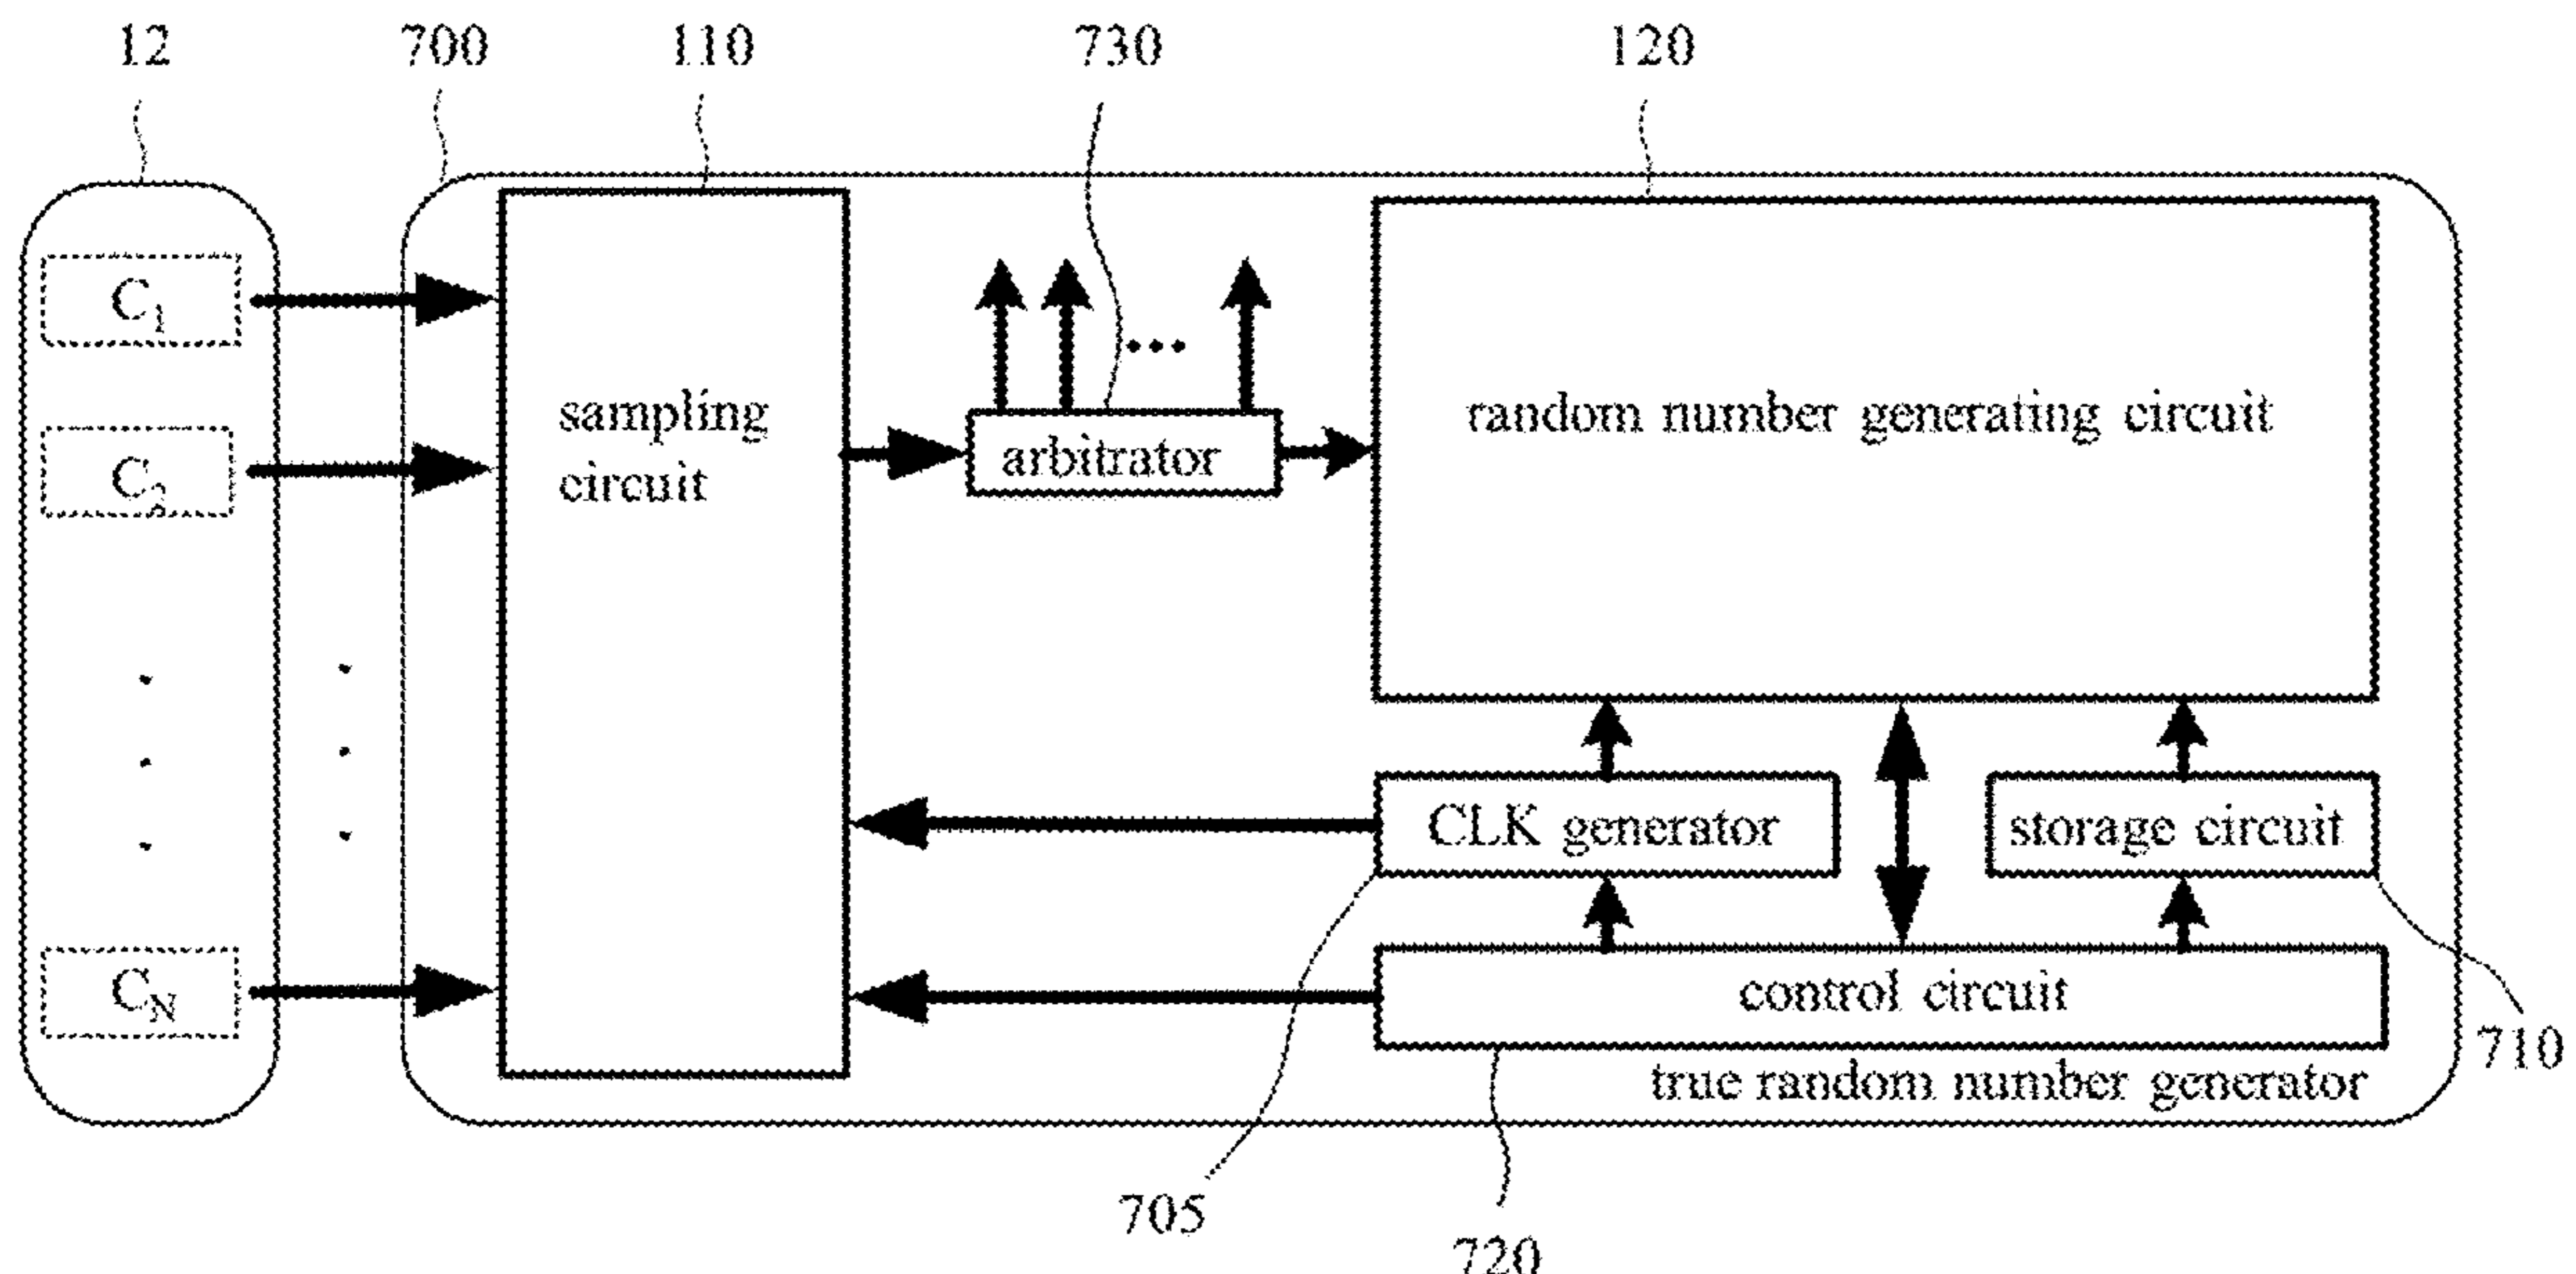 12 700 110 730 120
C1
C2
CN
sampling
circuit
arbitrator
random number generating circuit
CLK generator
storage circuit
control circuit
true random number generator
710
705
720